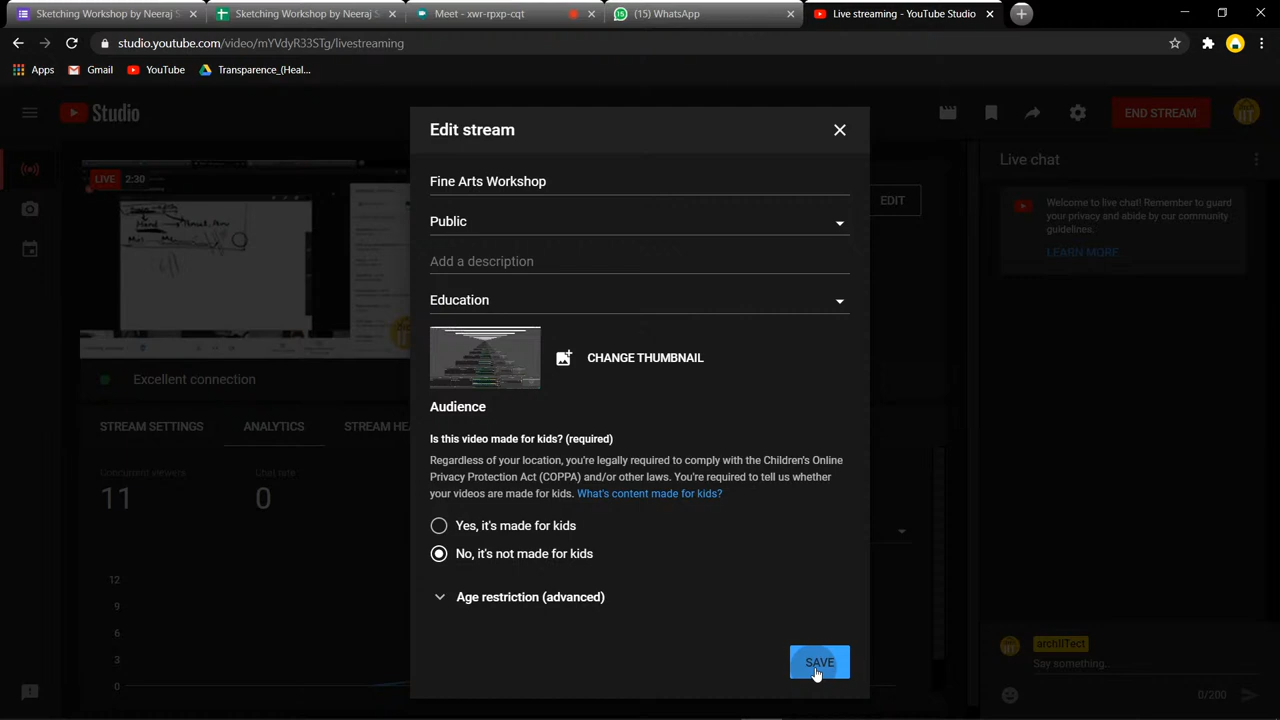 Sketching Workshop by Neeraj S
Sketching Workshop by Neeraj S
Meet - xwr-rpxp-cqt
(15) WhatsApp
Live streaming - YouTube Studio
studio.youtube.com/video/mYVdyR33STg/livestreaming
Apps
Gmail
YouTube
Transparence_(Heal...
Studio
END STREAM
Edit stream
Live chat
LIVE 2:30
Fine Arts Workshop
EDIT
Welcome to live chat! Remember to guard
your privacy and abide by our community
guidelines.
LEARN MORE
Public
Add a description
Education
CHANGE THUMBNAIL
Excellent connection
Audience
STREAM SETTINGS
ANALYTICS
STREAM HEA
Is this video made for kids? (required)
Regardless of your location, you're legally required to comply with the Children's Online
Privacy Protection Act (COPPA) and/or other laws. You're required to tell us whether
your videos are made for kids. What's content made for kids?
Concurrent viewers
Chat rate
11
0
Yes, it's made for kids
No, it's not made for kids
Age restriction (advanced)
12
9
6
3
0
SAVE
archIITect
Say something...
0/200